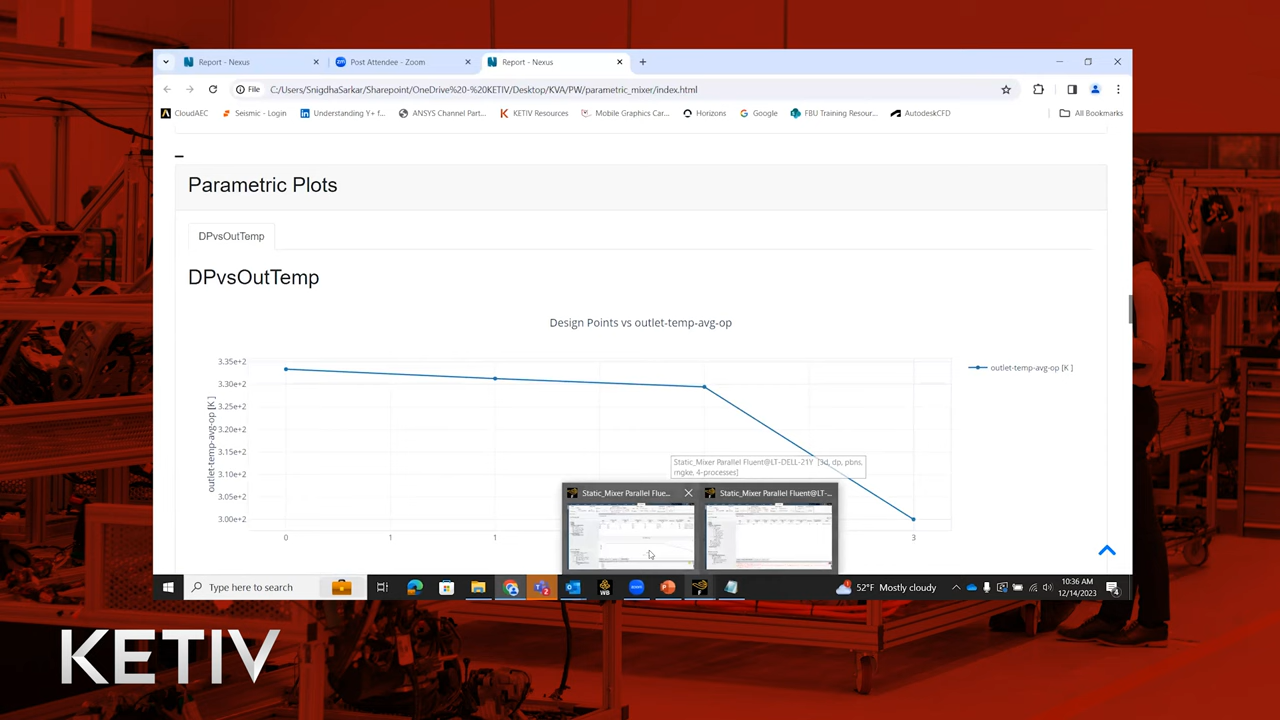 Report - Nexus
Post Attendee - Zoom
Report - Nexus
File
C:/Users/SnigdhaSarkar/Sharepoint/OneDrive%20-%20KETIV/Desktop/KVA/PW/parametric_mixer/index.html
CloudAEC
Seismic - Login
Understanding Y+ f...
ANSYS Channel Part...
KETIV Resources
Mobile Graphics Car...
Horizons
Google
FBU Training Resour...
AutodeskCFD
All Bookmarks
Parametric Plots
DPvsOutTemp
DPvsOutTemp
Design Points vs outlet-temp-avg-op
outlet-temp-avg-op [K ]
outlet-temp-avg-op [K ]
3.35e+2
3.30e+2
3.25e+2
3.20e+2
3.15e+2
3.10e+2
3.05e+2
3.00e+2
0
1
1
3
Static_Mixer Parallel Fluent@LT-DELL-21Y [3d, dp, pbns,
rngke, 4-processes]
Static_Mixer Parallel Flue...
Static_Mixer Parallel Fluent@LT-...
Type here to search
WB
zoom
52°F Mostly cloudy
10:36 AM
12/14/2023
4
KETIV